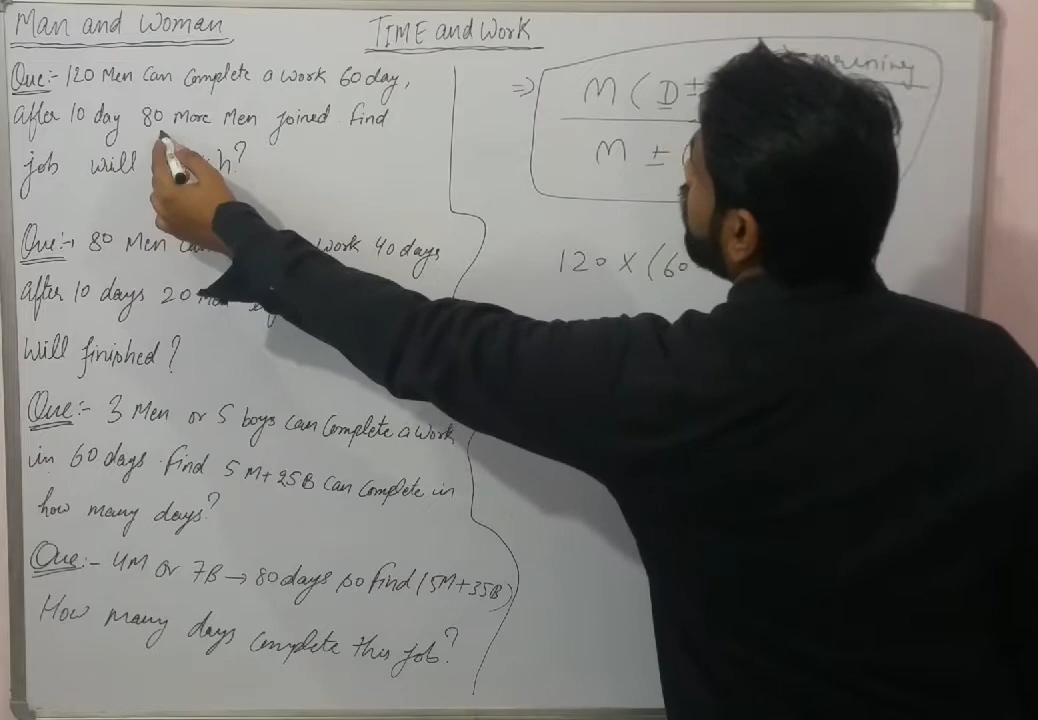 Man and Woman
TIME and Work
Que:- 120 Men Can Complete a work 60 day,
after 10 day 80 more Men joined find
job will ?
Que:-1 80 Men work 40 days
after 10 days 20
Will finished ?
Que:- 3 Men or 5 boys can Complete a work
in 60 days. find 5M+25B can Complete in
how many days?
Que:- 4M or 7B → 80 days so find (5M+35B)
How many days complete this job?
⇒ M ( D ±
M ±
120 X (60